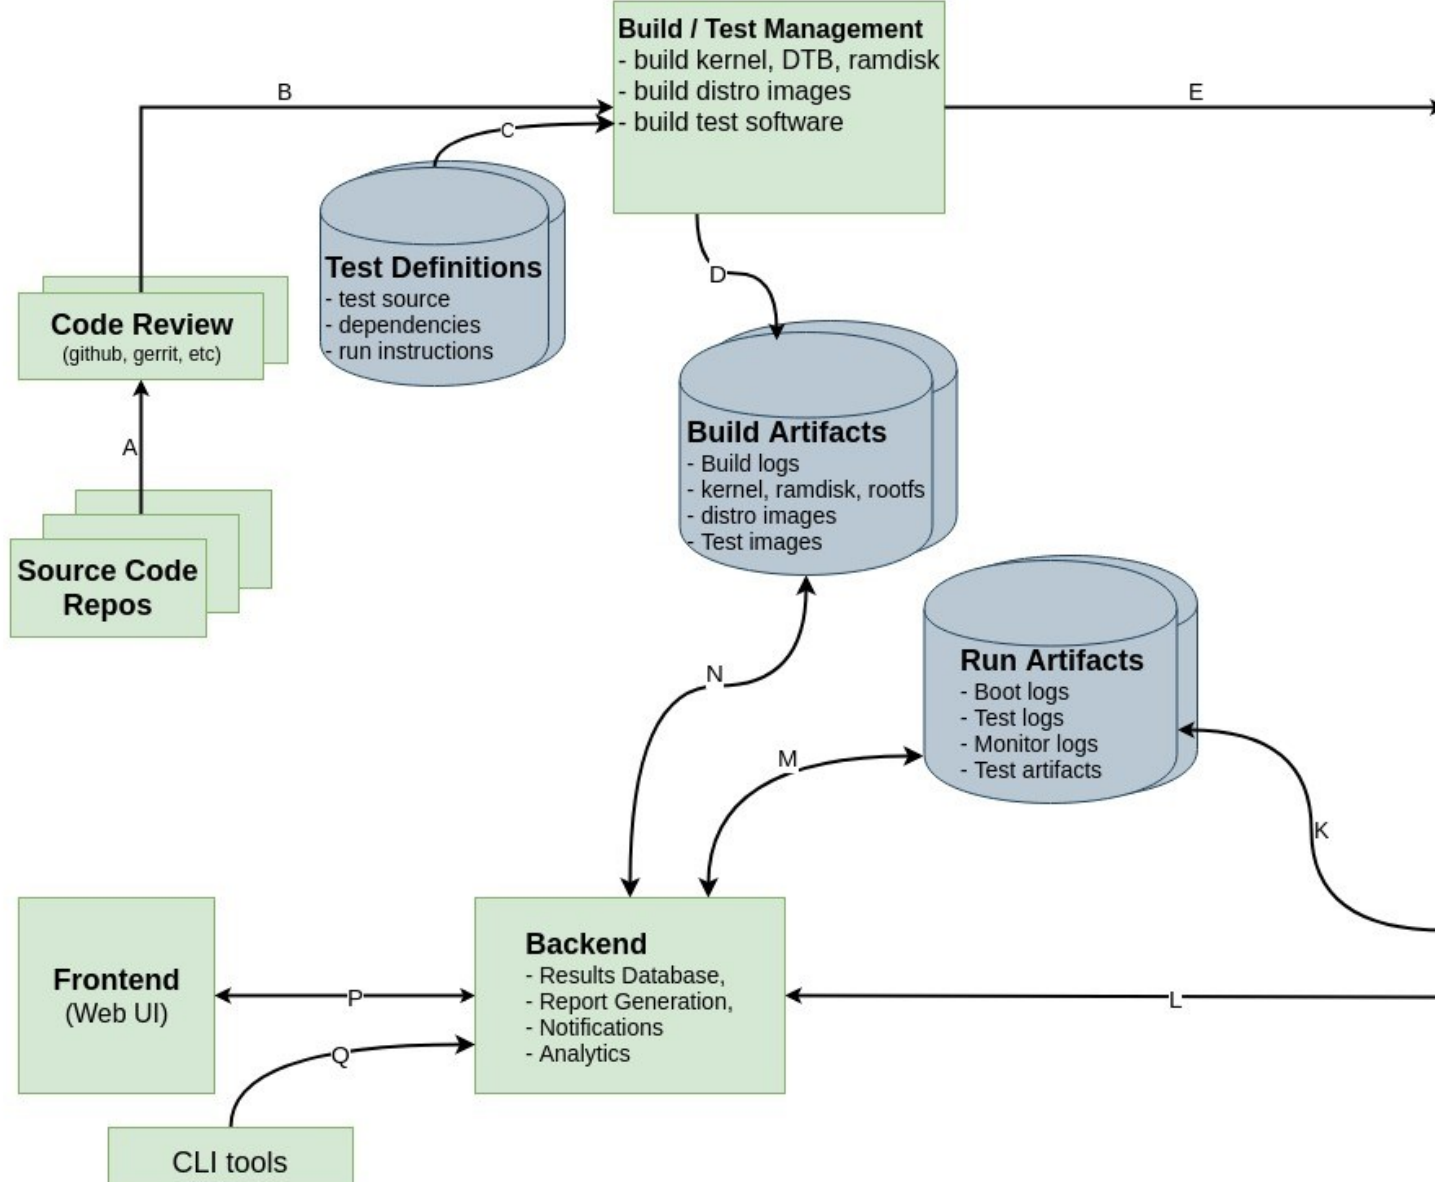 Build / Test Management
- build kernel, DTB, ramdisk
- build distro images
- build test software
B
E
C
Test Definitions
- test source
- dependencies
- run instructions
D
Code Review
(github, gerrit, etc)
A
Source Code
Repos
Build Artifacts
- Build logs
- kernel, ramdisk, rootfs
- distro images
- Test images
N
Run Artifacts
- Boot logs
- Test logs
- Monitor logs
- Test artifacts
M
K
Frontend
(Web UI)
P
Backend
- Results Database,
- Report Generation,
- Notifications
- Analytics
L
Q
CLI tools